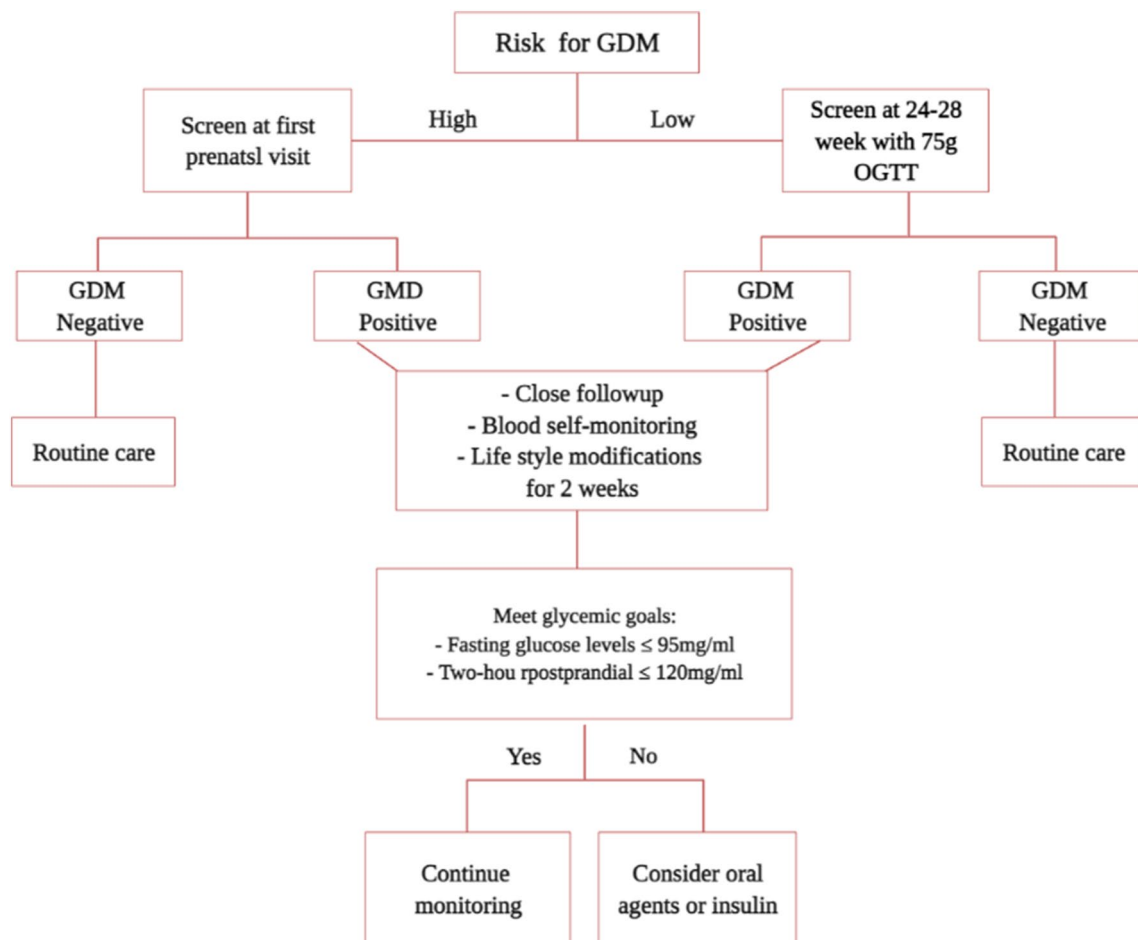 Risk for GDM
High
Low
Screen at first
prenatsl visit
Screen at 24-28
week with 75g
OGTT
GDM
Negative
GMD
Positive
GDM
Positive
GDM
Negative
Routine care
- Close followup
- Blood self-monitoring
- Life style modifications
for 2 weeks
Routine care
Meet glycemic goals:
- Fasting glucose levels ≤ 95mg/ml
- Two-hou rpostprandial ≤ 120mg/ml
Yes
No
Continue
monitoring
Consider oral
agents or insulin